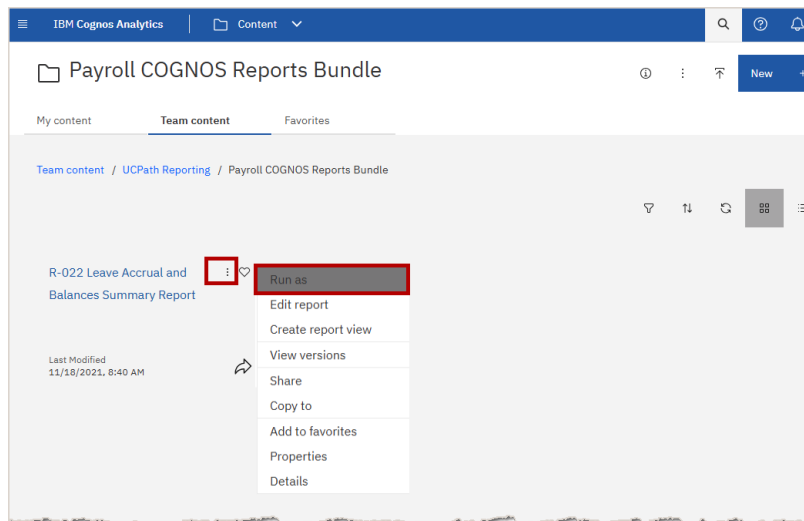 IBM Cognos Analytics Content
Payroll COGNOS Reports Bundle
New +
My content Team content Favorites
Team content / UCPath Reporting / Payroll COGNOS Reports Bundle
R-022 Leave Accrual and
Balances Summary Report
Last Modified
11/18/2021, 8:40 AM
Run as
Edit report
Create report view
View versions
Share
Copy to
Add to favorites
Properties
Details